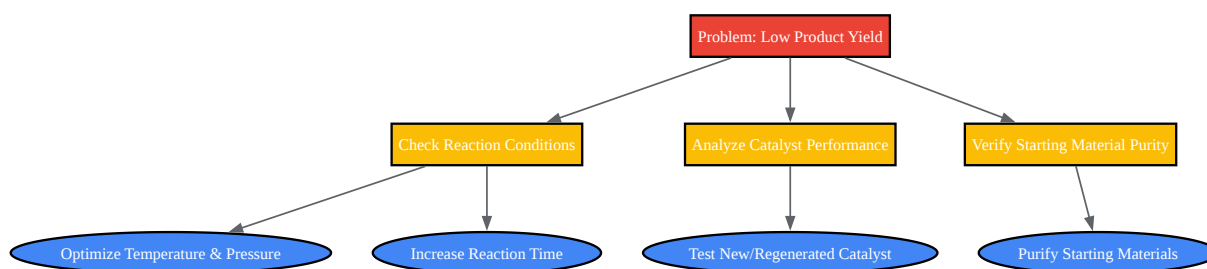 Problem: Low Product Yield
Check Reaction Conditions
Analyze Catalyst Performance
Verify Starting Material Purity
Optimize Temperature & Pressure
Increase Reaction Time
Test New/Regenerated Catalyst
Purify Starting Materials